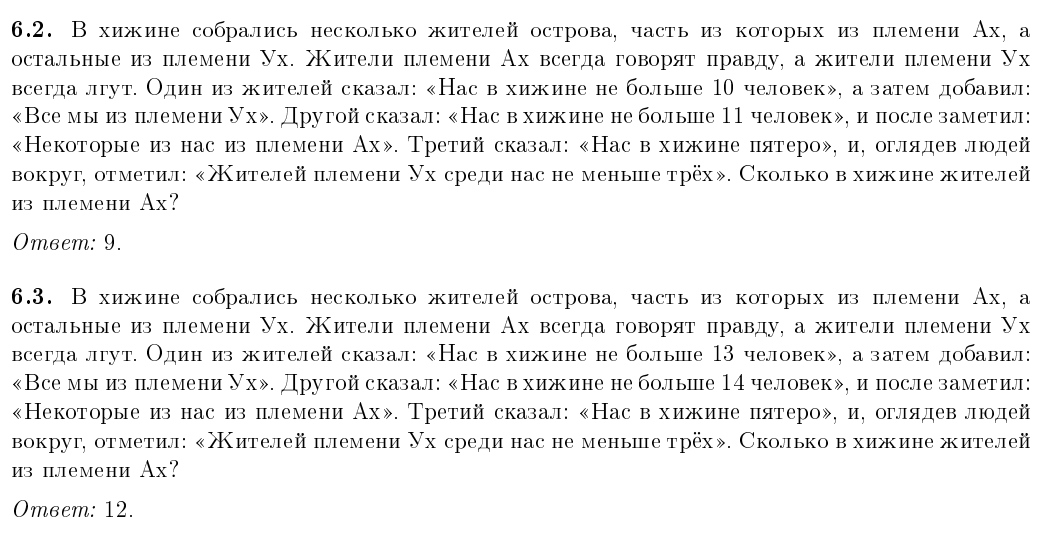 6.2. В хижине собрались несколько жителей острова, часть из которых из племени Ах, а
остальные из племени Ух. Жители племени Ах всегда говорят правду, а жители племени Ух
всегда лгут. Один из жителей сказал: «Нас в хижине не больше 10 человек», а затем добавил:
«Все мы из племени Ух». Другой сказал: «Нас в хижине не больше 11 человек», и после заметил:
«Некоторые из нас из племени Ах». Третий сказал: «Нас в хижине пятеро», и, оглядев людей
вокруг, отметил: «Жителей племени Ух среди нас не меньше трёх». Сколько в хижине жителей
из племени Ах?
Ответ: 9.
6.3. В хижине собрались несколько жителей острова, часть из которых из племени Ах, а
остальные из племени Ух. Жители племени Ах всегда говорят правду, а жители племени Ух
всегда лгут. Один из жителей сказал: «Нас в хижине не больше 13 человек», а затем добавил:
«Все мы из племени Ух». Другой сказал: «Нас в хижине не больше 14 человек», и после заметил:
«Некоторые из нас из племени Ах». Третий сказал: «Нас в хижине пятеро», и, оглядев людей
вокруг, отметил: «Жителей племени Ух среди нас не меньше трёх». Сколько в хижине жителей
из племени Ах?
Ответ: 12.